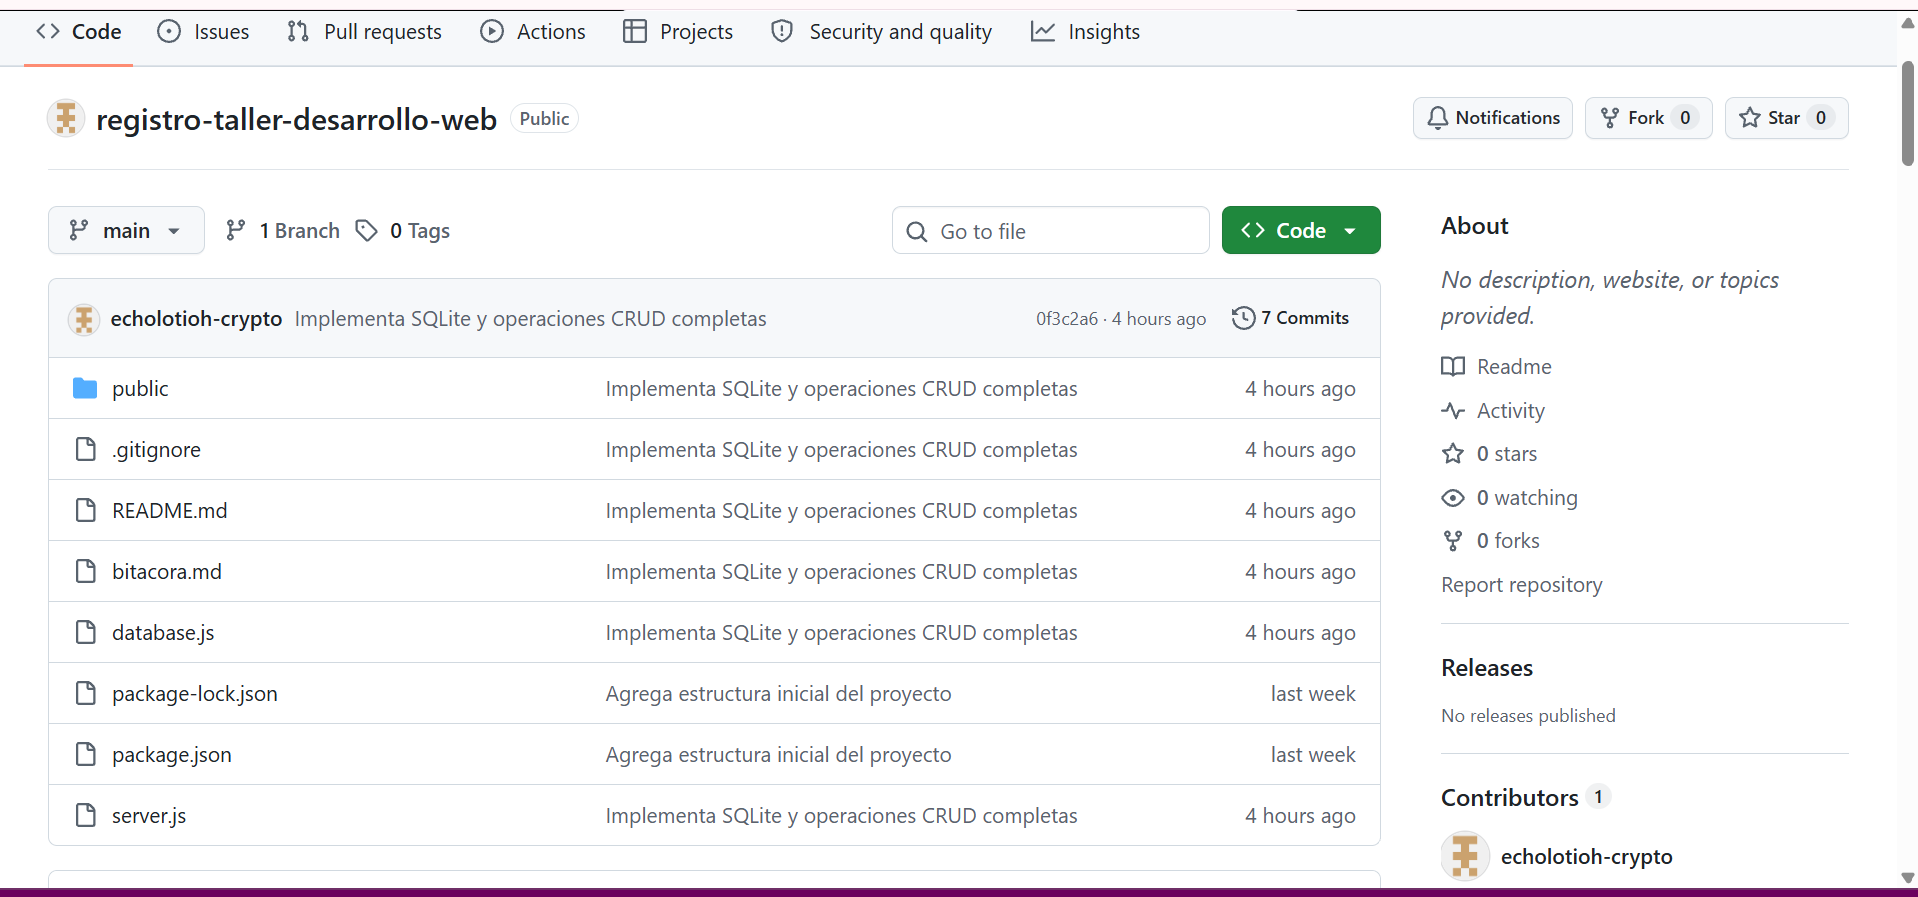 Code Issues Pull requests Actions Projects Security and quality Insights
registro-taller-desarrollo-web Public Notifications Fork 0 Star 0
main 1 Branch 0 Tags Go to file Code
echolotioh-crypto Implementa SQLite y operaciones CRUD completas 0f3c2a6 · 4 hours ago 7 Commits
public Implementa SQLite y operaciones CRUD completas 4 hours ago
.gitignore Implementa SQLite y operaciones CRUD completas 4 hours ago
README.md Implementa SQLite y operaciones CRUD completas 4 hours ago
bitacora.md Implementa SQLite y operaciones CRUD completas 4 hours ago
database.js Implementa SQLite y operaciones CRUD completas 4 hours ago
package-lock.json Agrega estructura inicial del proyecto last week
package.json Agrega estructura inicial del proyecto last week
server.js Implementa SQLite y operaciones CRUD completas 4 hours ago
About
No description, website, or topics
provided.
Readme
Activity
0 stars
0 watching
0 forks
Report repository
Releases
No releases published
Contributors 1
echolotioh-crypto